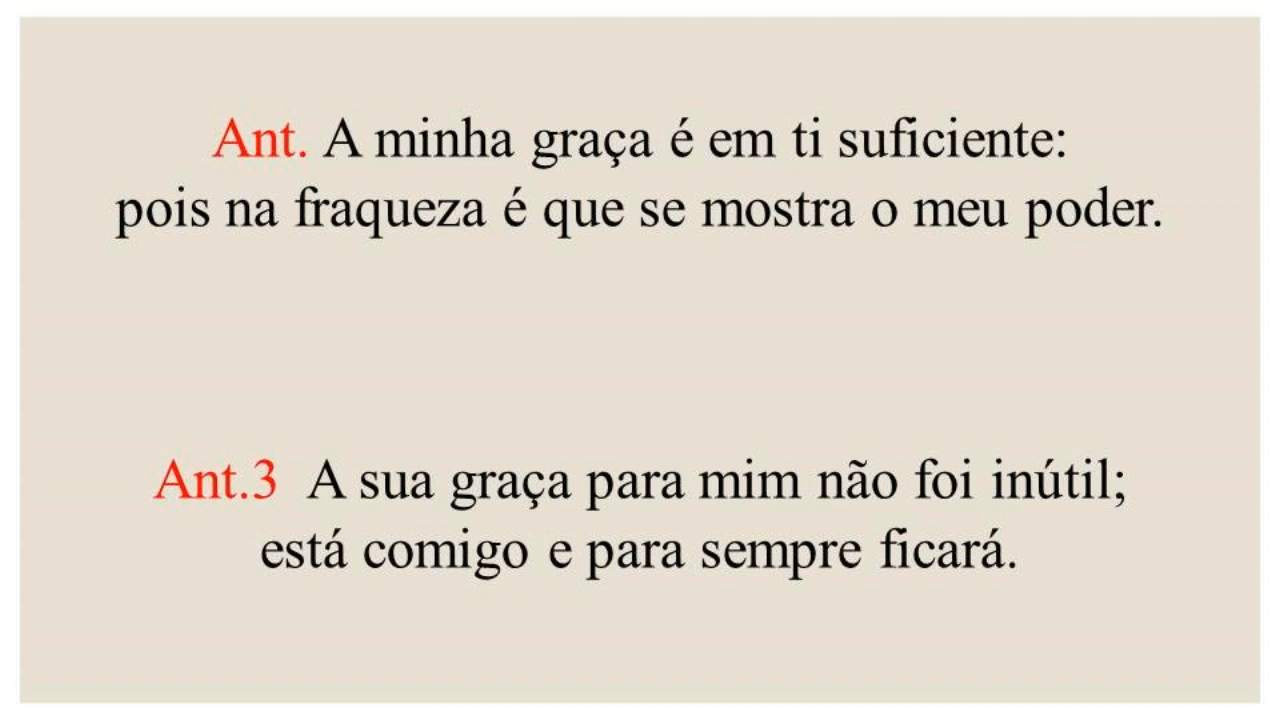 Ant. A minha graça é em ti suficiente:
pois na fraqueza é que se mostra o meu poder.
Ant.3 A sua graça para mim não foi inútil;
está comigo e para sempre ficará.